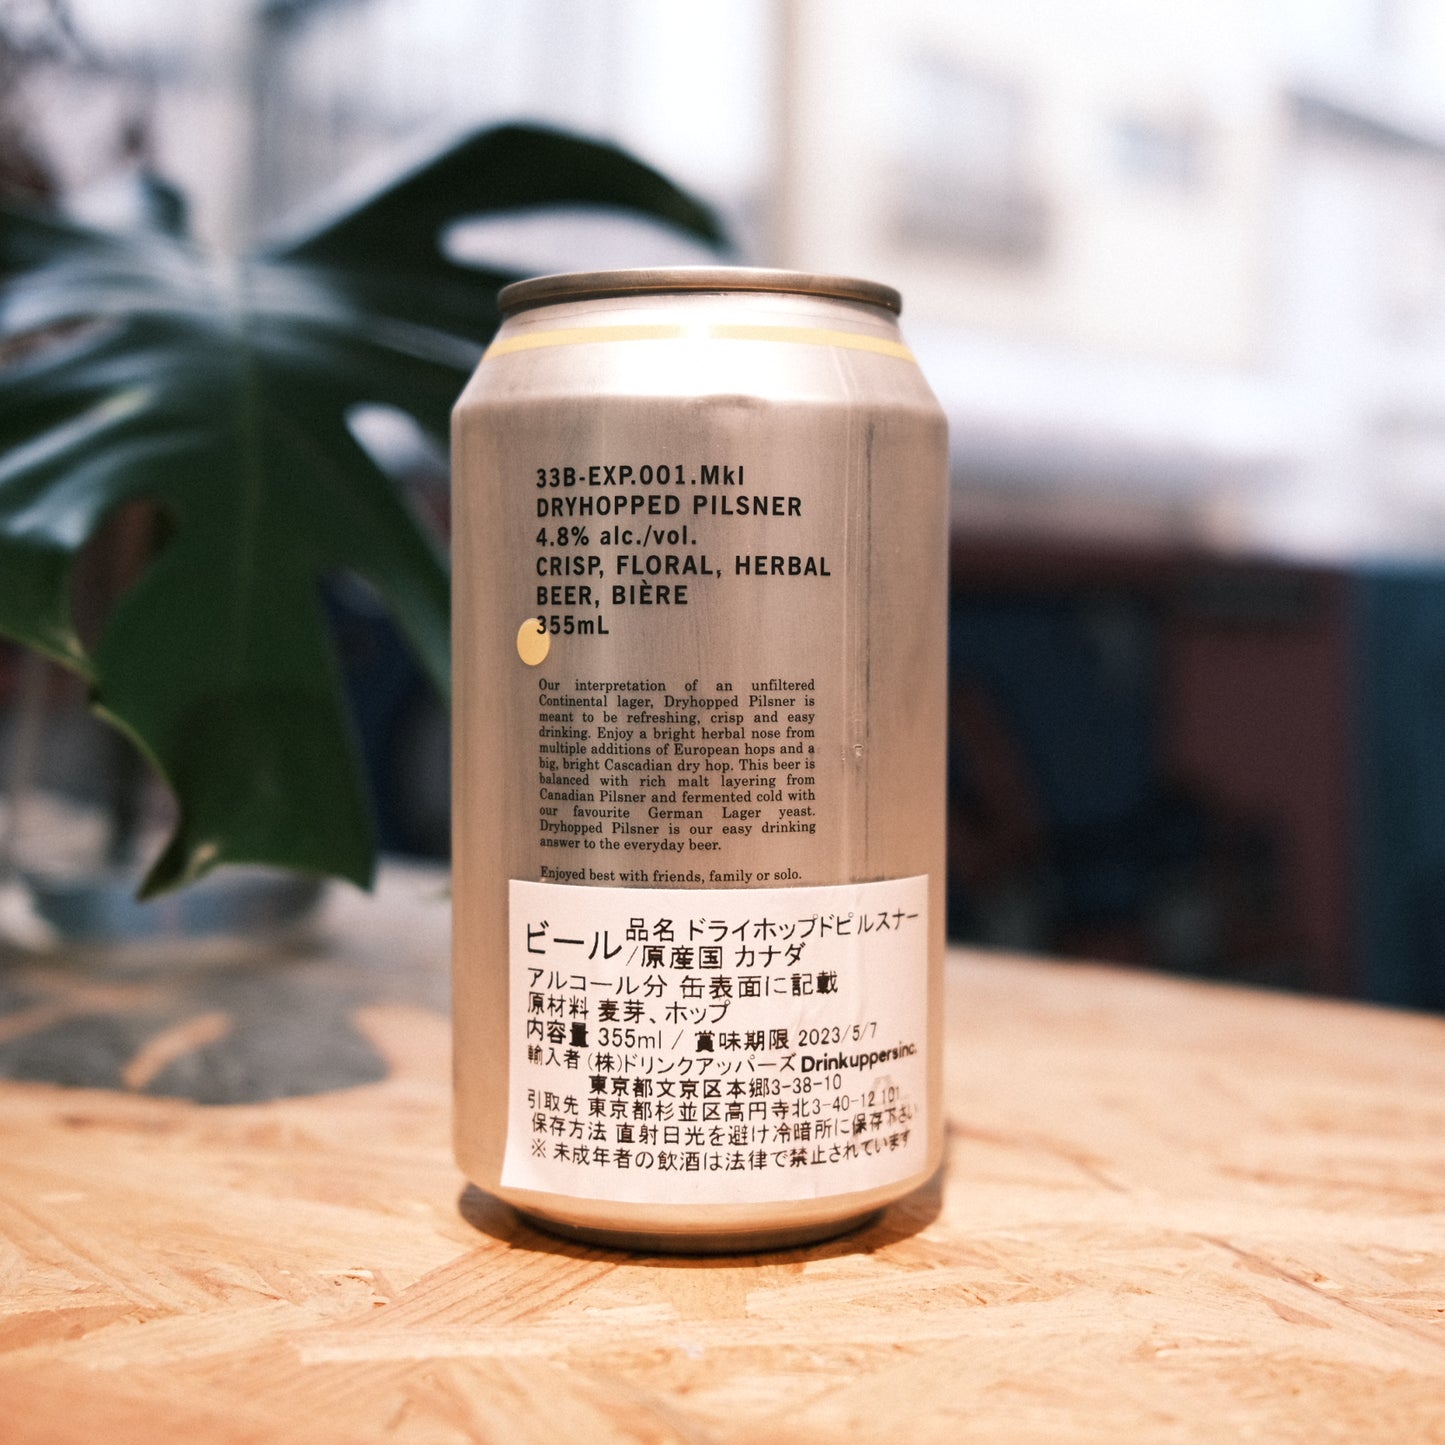 33B-EXP.001.MkI
DRYHOPPED PILSNER
4.8% alc./vol.
CRISP, FLORAL, HERBAL
BEER, BIÈRE
355mL
Our interpretation of an unfiltered
Continental lager, Dryhopped Pilsner is
meant to be refreshing, crisp and easy
drinking. Enjoy a bright herbal nose from
multiple additions of European hops and a
big, bright Cascadian dry hop. This beer is
balanced with rich malt layering from
Canadian Pilsner and fermented cold with
our favourite German Lager yeast.
Dryhopped Pilsner is our easy drinking
answer to the everyday beer.
Enjoyed best with friends, family or solo.
ビール 品名 ドライホップドピルスナー
/原産国 カナダ
アルコール分 缶表面に記載
原材料 麦芽、ホップ
内容量 355ml / 賞味期限 2023/5/7
輸入者 (株)ドリンクアッパーズ Drinkuppersinc.
東京都文京区本郷3-38-10
引取先 東京都杉並区高円寺北3-40-12 101
保存方法 直射日光を避け冷暗所に保存下さい
※ 未成年者の飲酒は法律で禁止されています